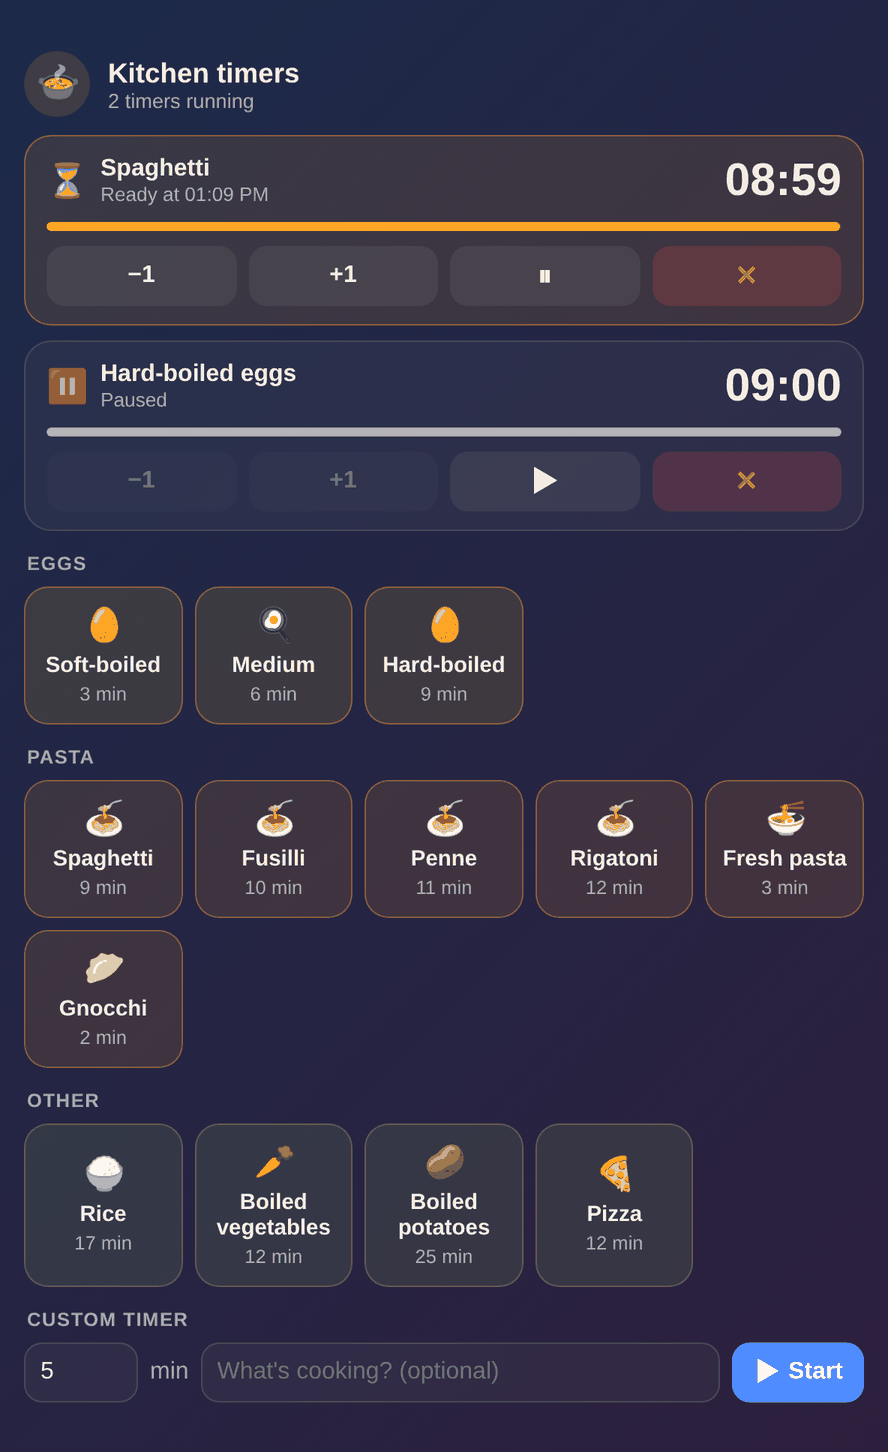 Kitchen timers
2 timers running
Spaghetti
Ready at 01:09 PM
08:59
−1 +1
Hard-boiled eggs
Paused
09:00
−1 +1
EGGS
Soft-boiled
3 min
Medium
6 min
Hard-boiled
9 min
PASTA
Spaghetti
9 min
Fusilli
10 min
Penne
11 min
Rigatoni
12 min
Fresh pasta
3 min
Gnocchi
2 min
OTHER
Rice
17 min
Boiled
vegetables
12 min
Boiled
potatoes
25 min
Pizza
12 min
CUSTOM TIMER
5 min What's cooking? (optional) Start